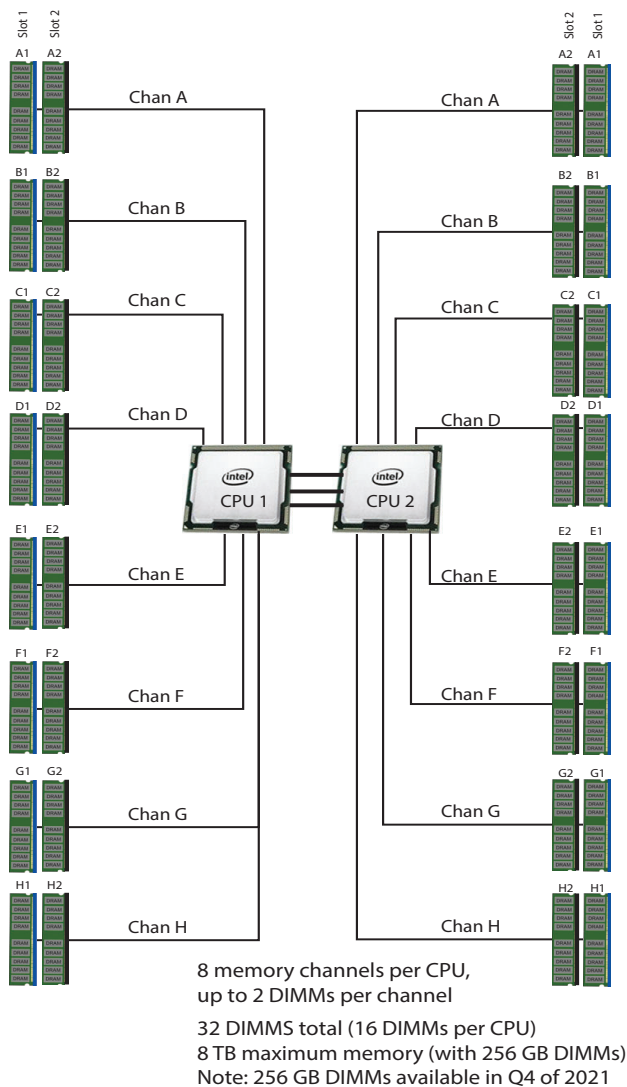 Slot 1 Slot 2
Slot 2 Slot 1
A1 A2
A2 A1
Chan A
Chan A
B1 B2
B2 B1
Chan B
Chan B
C1 C2
C2 C1
Chan C
Chan C
D1 D2
D2 D1
Chan D
Chan D
intel
CPU 1
intel
CPU 2
E1 E2
E2 E1
Chan E
Chan E
F1 F2
F2 F1
Chan F
Chan F
G1 G2
G2 G1
Chan G
Chan G
H1 H2
H2 H1
Chan H
Chan H
8 memory channels per CPU,
up to 2 DIMMs per channel
32 DIMMS total (16 DIMMs per CPU)
8 TB maximum memory (with 256 GB DIMMs)
Note: 256 GB DIMMs available in Q4 of 2021